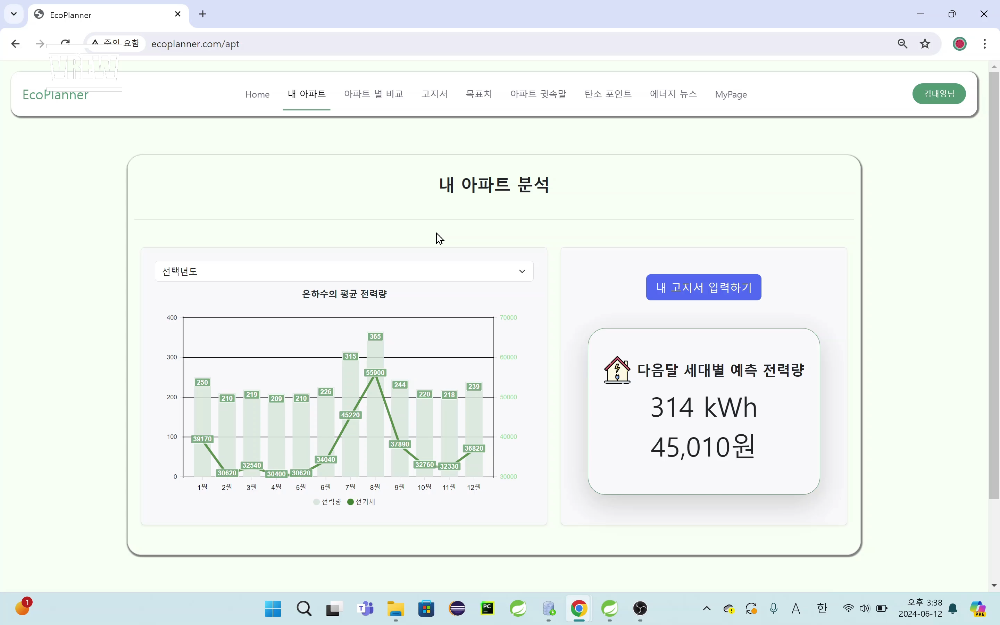 EcoPlanner
주의 요함
ecoplanner.com/apt
VREW
EcoPlanner
Home 내 아파트 아파트 별 비교 고지서 목표치 아파트 귓속말 탄소 포인트 에너지 뉴스 MyPage
김대영님
내 아파트 분석
선택년도
은하수의 평균 전력량
400 70000
365
315
300 60000
55900
250
244
239
226
219
220
218
210
209
210
200 50000
45220
39170
100 40000
37890
36820
34040
32540
32760
32330
30620
30400
30620
0 30000
1월 2월 3월 4월 5월 6월 7월 8월 9월 10월 11월 12월
전력량 전기세
내 고지서 입력하기
다음달 세대별 예측 전력량
314 kWh
45,010원
1
T
PC
A
한
오후 3:38
2024-06-12
PRE